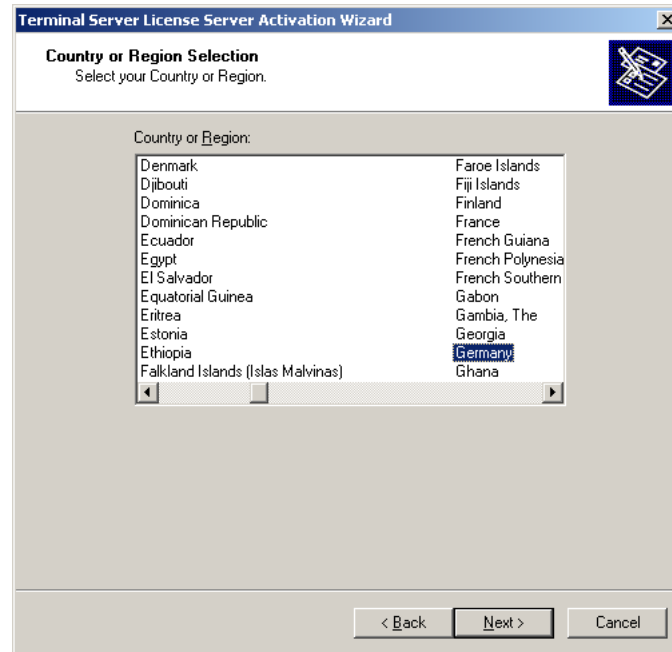 Terminal Server License Server Activation Wizard
Country or Region Selection
Select your Country or Region.
Country or Region:
Denmark
Djibouti
Dominica
Dominican Republic
Ecuador
Egypt
El Salvador
Equatorial Guinea
Eritrea
Estonia
Ethiopia
Falkland Islands (Islas Malvinas)
Faroe Islands
Fiji Islands
Finland
France
French Guiana
French Polynesia
French Southern
Gabon
Gambia, The
Georgia
Germany
Ghana
< Back
Next >
Cancel